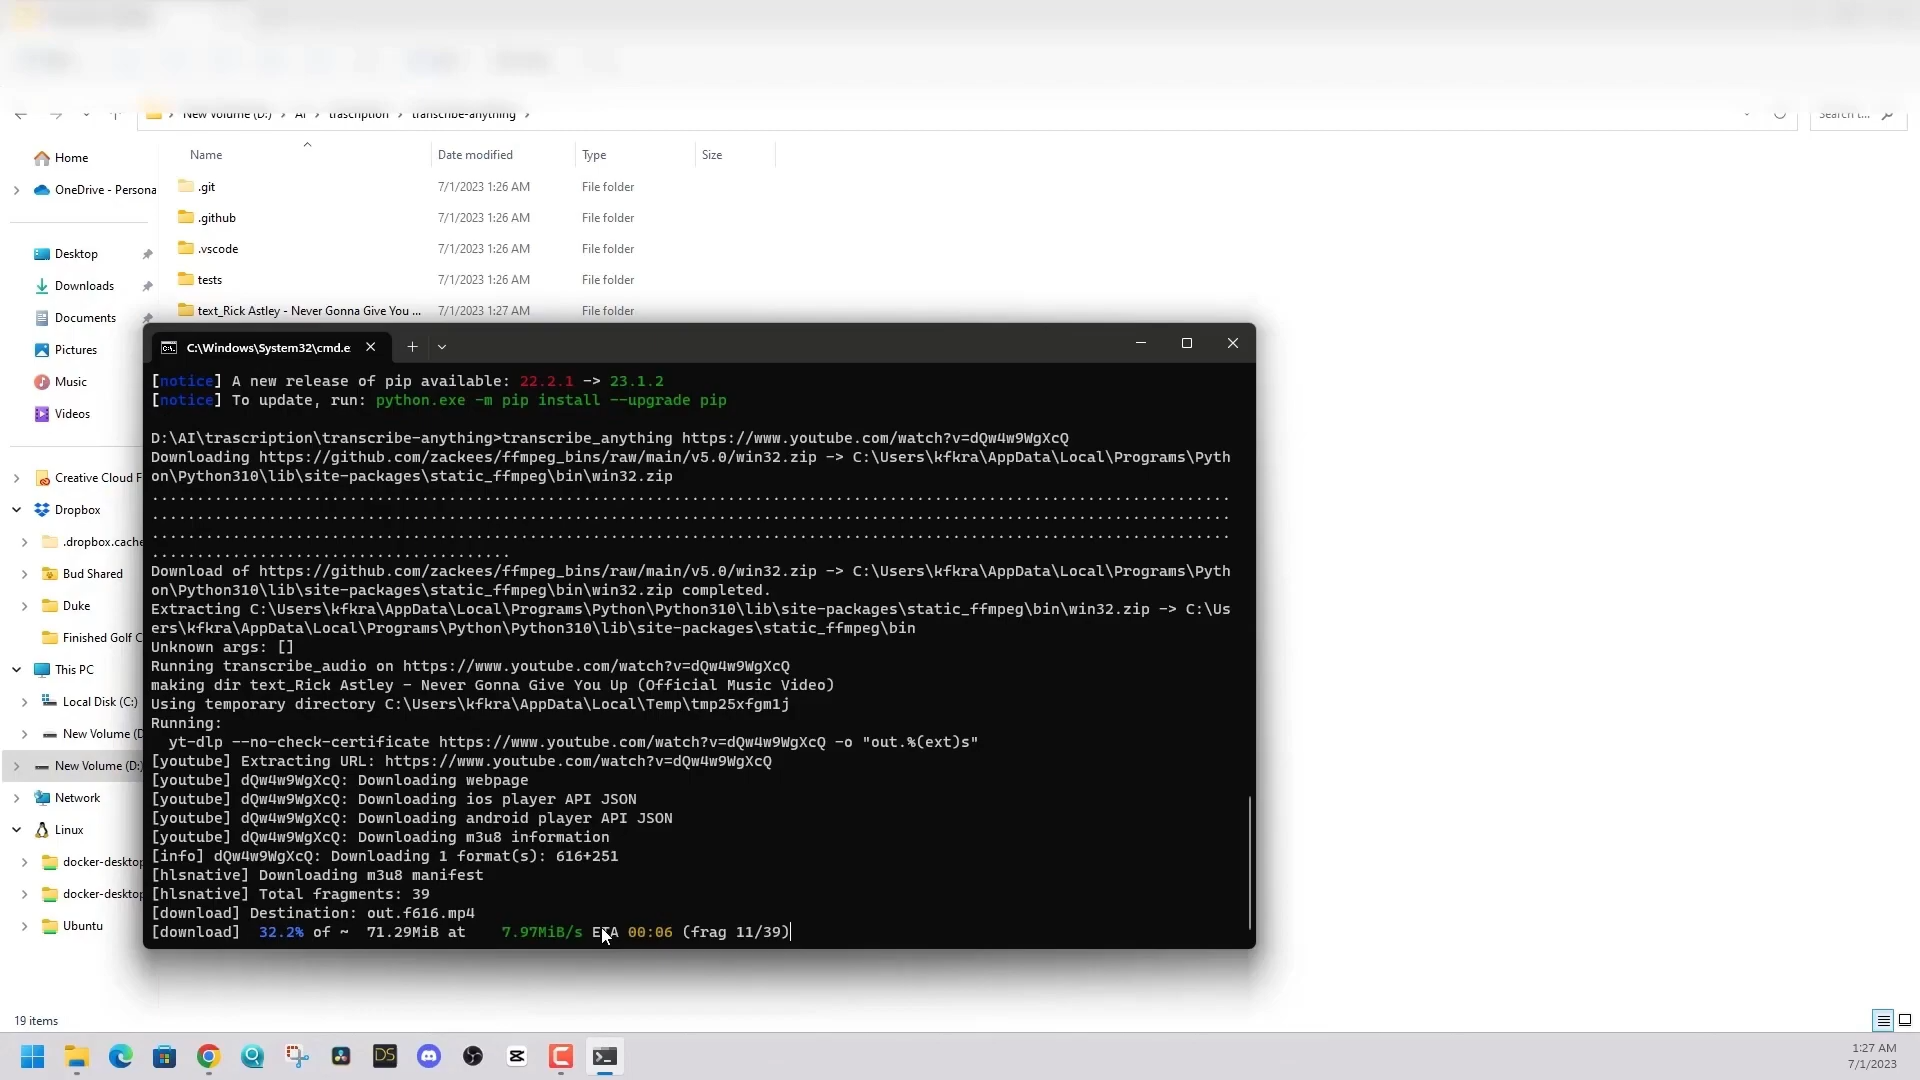 New Volume (D:) > AI > trascription > transcribe-anything >
Search t...
Name
Date modified
Type
Size
Home
OneDrive - Persona
Desktop
Downloads
Documents
Pictures
Music
Videos
Creative Cloud F
Dropbox
.dropbox.cache
Bud Shared
Duke
Finished Golf C
This PC
Local Disk (C:)
New Volume (D
New Volume (D:)
Network
Linux
docker-desktop
docker-desktop
Ubuntu
.git 7/1/2023 1:26 AM File folder
.github 7/1/2023 1:26 AM File folder
.vscode 7/1/2023 1:26 AM File folder
tests 7/1/2023 1:26 AM File folder
text_Rick Astley - Never Gonna Give You ... 7/1/2023 1:27 AM File folder
C:\Windows\System32\cmd.e
[notice] A new release of pip available: 22.2.1 -> 23.1.2
[notice] To update, run: python.exe -m pip install --upgrade pip
D:\AI\trascription\transcribe-anything>transcribe_anything https://www.youtube.com/watch?v=dQw4w9WgXcQ
Downloading https://github.com/zackees/ffmpeg_bins/raw/main/v5.0/win32.zip -> C:\Users\kfkra\AppData\Local\Programs\Pyth
on\Python310\lib\site-packages\static_ffmpeg\bin\win32.zip
........................................................................................................................
........................................................................................................................
........................................................................................................................
........................................
Download of https://github.com/zackees/ffmpeg_bins/raw/main/v5.0/win32.zip -> C:\Users\kfkra\AppData\Local\Programs\Pyth
on\Python310\lib\site-packages\static_ffmpeg\bin\win32.zip completed.
Extracting C:\Users\kfkra\AppData\Local\Programs\Python\Python310\lib\site-packages\static_ffmpeg\bin\win32.zip -> C:\Us
ers\kfkra\AppData\Local\Programs\Python\Python310\lib\site-packages\static_ffmpeg\bin
Unknown args: []
Running transcribe_audio on https://www.youtube.com/watch?v=dQw4w9WgXcQ
making dir text_Rick Astley - Never Gonna Give You Up (Official Music Video)
Using temporary directory C:\Users\kfkra\AppData\Local\Temp\tmp25xfgm1j
Running:
yt-dlp --no-check-certificate https://www.youtube.com/watch?v=dQw4w9WgXcQ -o "out.%(ext)s"
[youtube] Extracting URL: https://www.youtube.com/watch?v=dQw4w9WgXcQ
[youtube] dQw4w9WgXcQ: Downloading webpage
[youtube] dQw4w9WgXcQ: Downloading ios player API JSON
[youtube] dQw4w9WgXcQ: Downloading android player API JSON
[youtube] dQw4w9WgXcQ: Downloading m3u8 information
[info] dQw4w9WgXcQ: Downloading 1 format(s): 616+251
[hlsnative] Downloading m3u8 manifest
[hlsnative] Total fragments: 39
[download] Destination: out.f616.mp4
[download] 32.2% of ~ 71.29MiB at 7.97MiB/s ETA 00:06 (frag 11/39)
19 items
DS
1:27 AM
7/1/2023